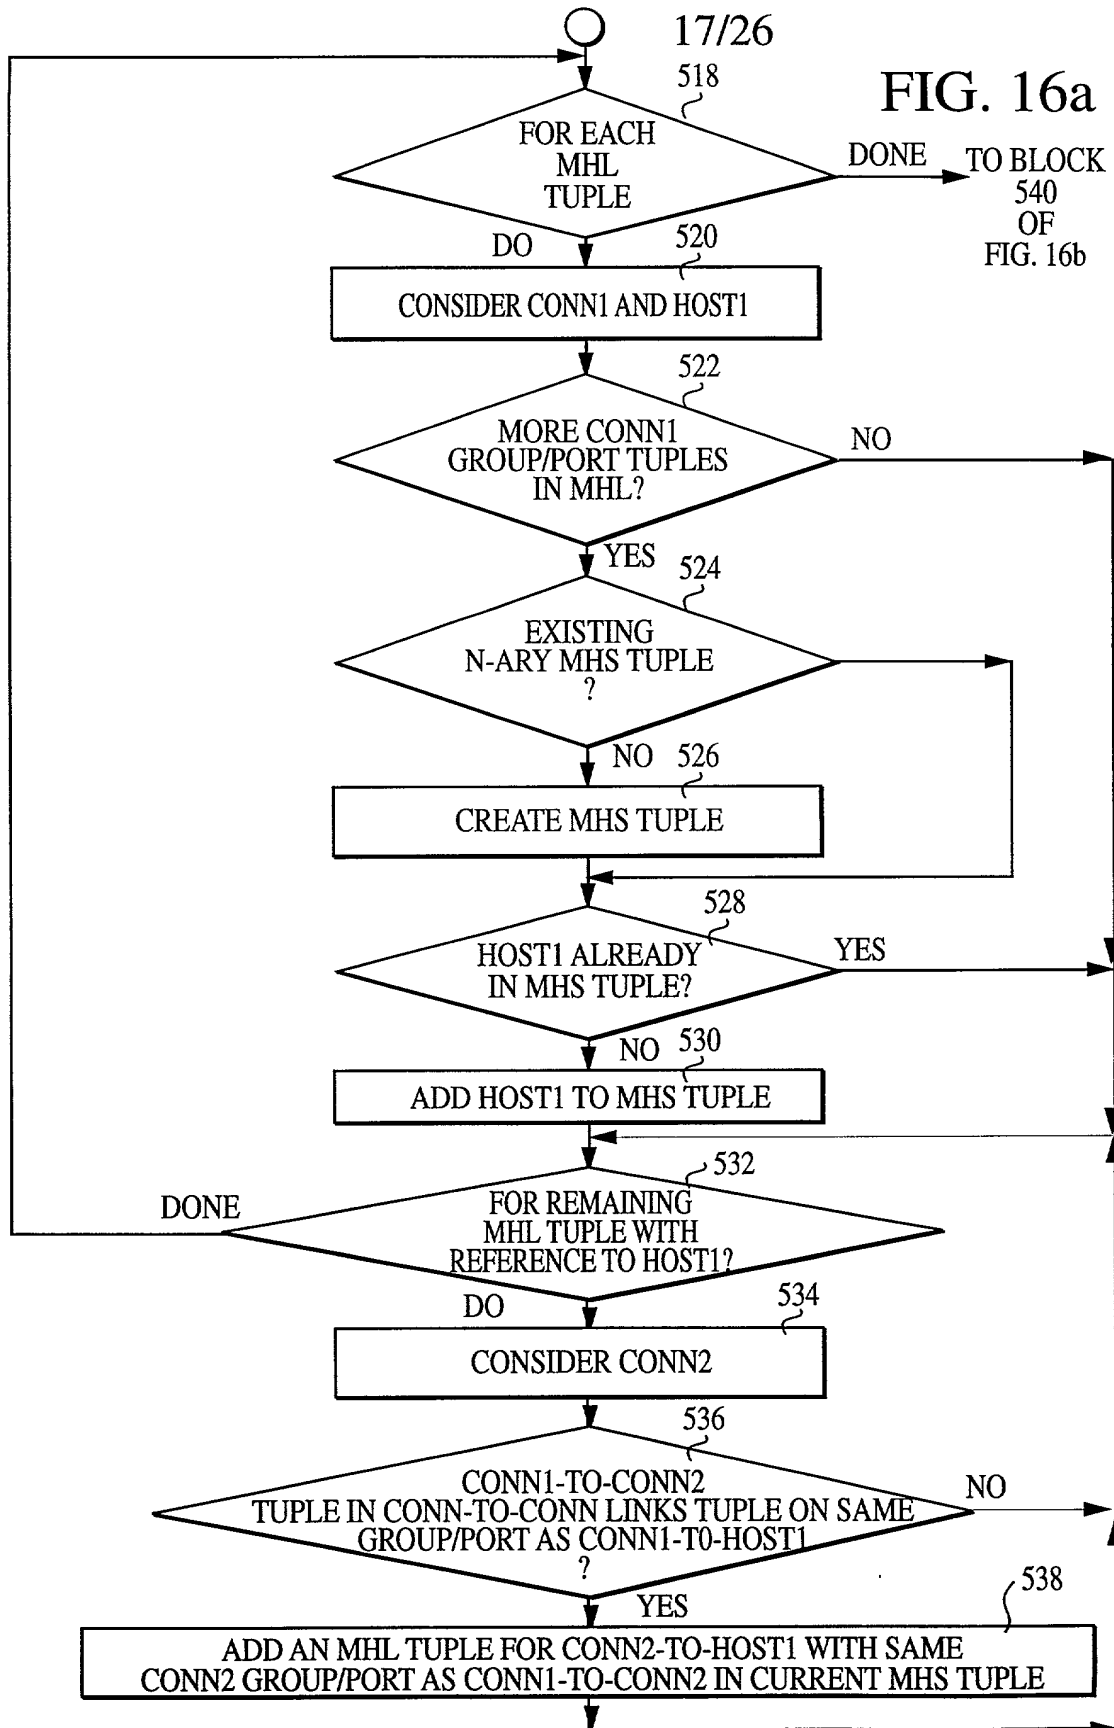 17/26
FIG. 16a
518
FOR EACH
MHL
TUPLE
DONE
TO BLOCK
540
OF
FIG. 16b
DO
520
CONSIDER CONN1 AND HOST1
522
MORE CONN1
GROUP/PORT TUPLES
IN MHL?
NO
YES
524
EXISTING
N-ARY MHS TUPLE
?
NO
526
CREATE MHS TUPLE
528
HOST1 ALREADY
IN MHS TUPLE?
YES
NO
530
ADD HOST1 TO MHS TUPLE
532
DONE
FOR REMAINING
MHL TUPLE WITH
REFERENCE TO HOST1?
DO
534
CONSIDER CONN2
536
CONN1-TO-CONN2
TUPLE IN CONN-TO-CONN LINKS TUPLE ON SAME
GROUP/PORT AS CONN1-T0-HOST1
?
NO
YES
538
ADD AN MHL TUPLE FOR CONN2-TO-HOST1 WITH SAME
CONN2 GROUP/PORT AS CONN1-TO-CONN2 IN CURRENT MHS TUPLE